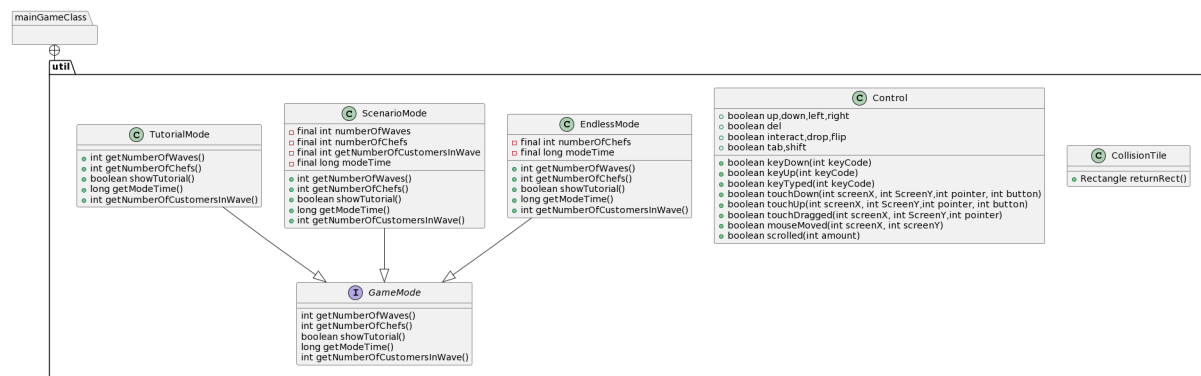 mainGameClass
util
C TutorialMode
int getNumberOfWaves()
int getNumberOfChefs()
boolean showTutorial()
long getModeTime()
int getNumberOfCustomersInWave()
C ScenarioMode
final int numberOfWaves
final int numberOfChefs
final int getNumberOfCustomersInWave
final long modeTime
int getNumberOfWaves()
int getNumberOfChefs()
boolean showTutorial()
long getModeTime()
int getNumberOfCustomersInWave()
C EndlessMode
final int numberOfChefs
final long modeTime
int getNumberOfWaves()
int getNumberOfChefs()
boolean showTutorial()
long getModeTime()
int getNumberOfCustomersInWave()
C Control
boolean up,down,left,right
boolean del
boolean interact,drop,flip
boolean tab,shift
boolean keyDown(int keyCode)
boolean keyUp(int keyCode)
boolean keyTyped(int keyCode)
boolean touchDown(int screenX, int ScreenY,int pointer, int button)
boolean touchUp(int screenX, int ScreenY,int pointer, int button)
boolean touchDragged(int screenX, int ScreenY,int pointer)
boolean mouseMoved(int screenX, int screenY)
boolean scrolled(int amount)
C CollisionTile
Rectangle returnRect()
I GameMode
int getNumberOfWaves()
int getNumberOfChefs()
boolean showTutorial()
long getModeTime()
int getNumberOfCustomersInWave()